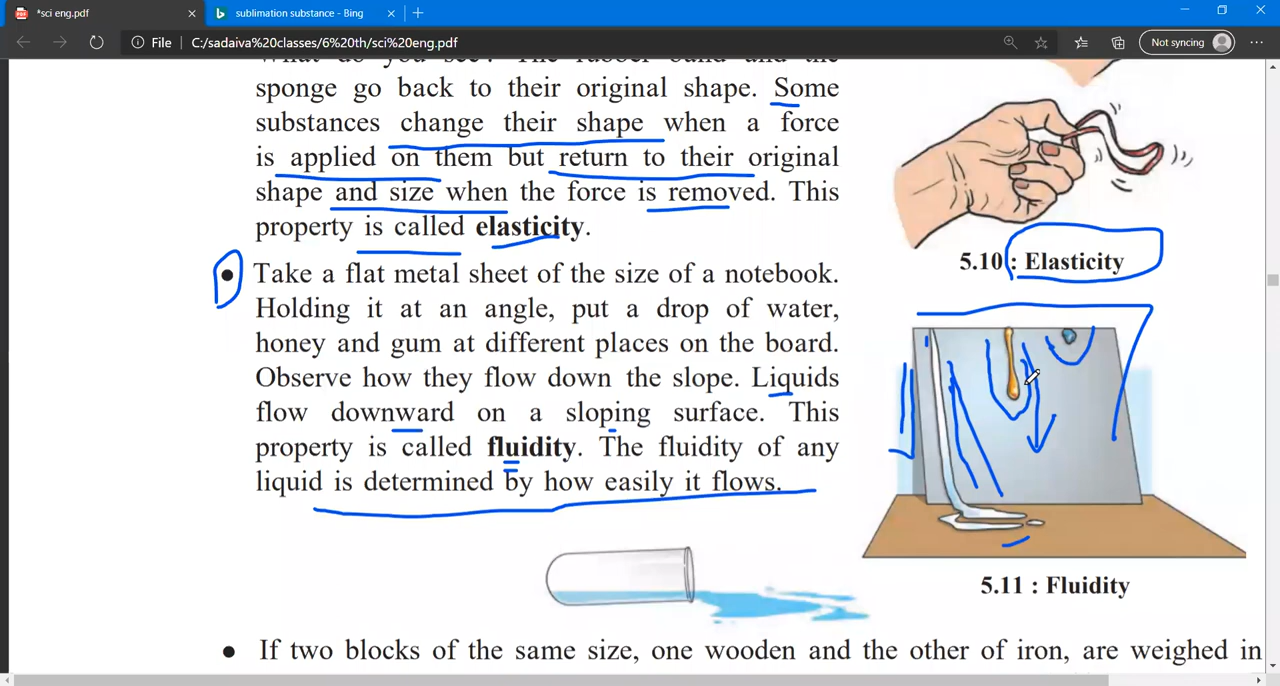 *sci eng.pdf
sublimation substance - Bing
File
C:/sadaiva%20classes/6%20th/sci%20eng.pdf
Not syncing
sponge go back to their original shape. Some
substances change their shape when a force
is applied on them but return to their original
shape and size when the force is removed. This
property is called elasticity.
5.10 : Elasticity
• Take a flat metal sheet of the size of a notebook.
Holding it at an angle, put a drop of water,
honey and gum at different places on the board.
Observe how they flow down the slope. Liquids
flow downward on a sloping surface. This
property is called fluidity. The fluidity of any
liquid is determined by how easily it flows.
5.11 : Fluidity
• If two blocks of the same size, one wooden and the other of iron, are weighed in